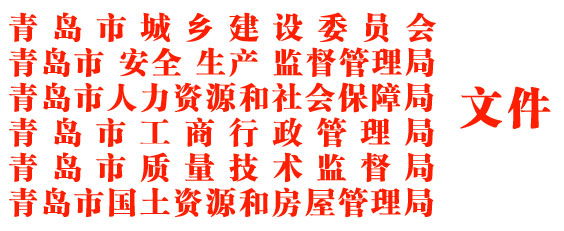 青岛市城乡建设委员会
青岛市 安全 生产 监督管理局
青岛市人力资源和社会保障局
青岛市工商行政管理局
青岛市质量技术监督局
青岛市国土资源和房屋管理局
文件